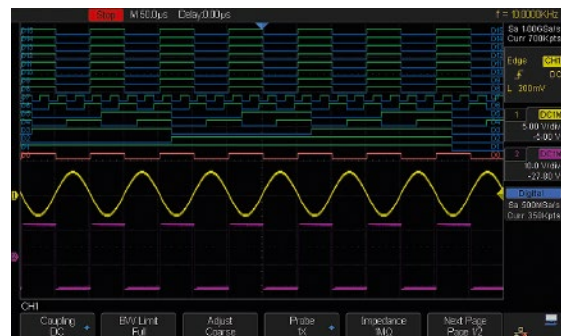 Stop M 50.0μs Delay:0.00μs f = 10.0000KHz
Sa 1.00GSa/s
Curr 700Kpts
Edge CH1
DC
L 200mV
1 DC1M
5.00 V/div
-5.00 V
2 DC1M
10.0 V/div
-27.80 V
Digital
Sa 500MSa/s
Curr 350Kpts
CH1
Coupling BW Limit Adjust Probe Impedance Next Page
DC Full Coarse 1X 1MΩ Page 1/2